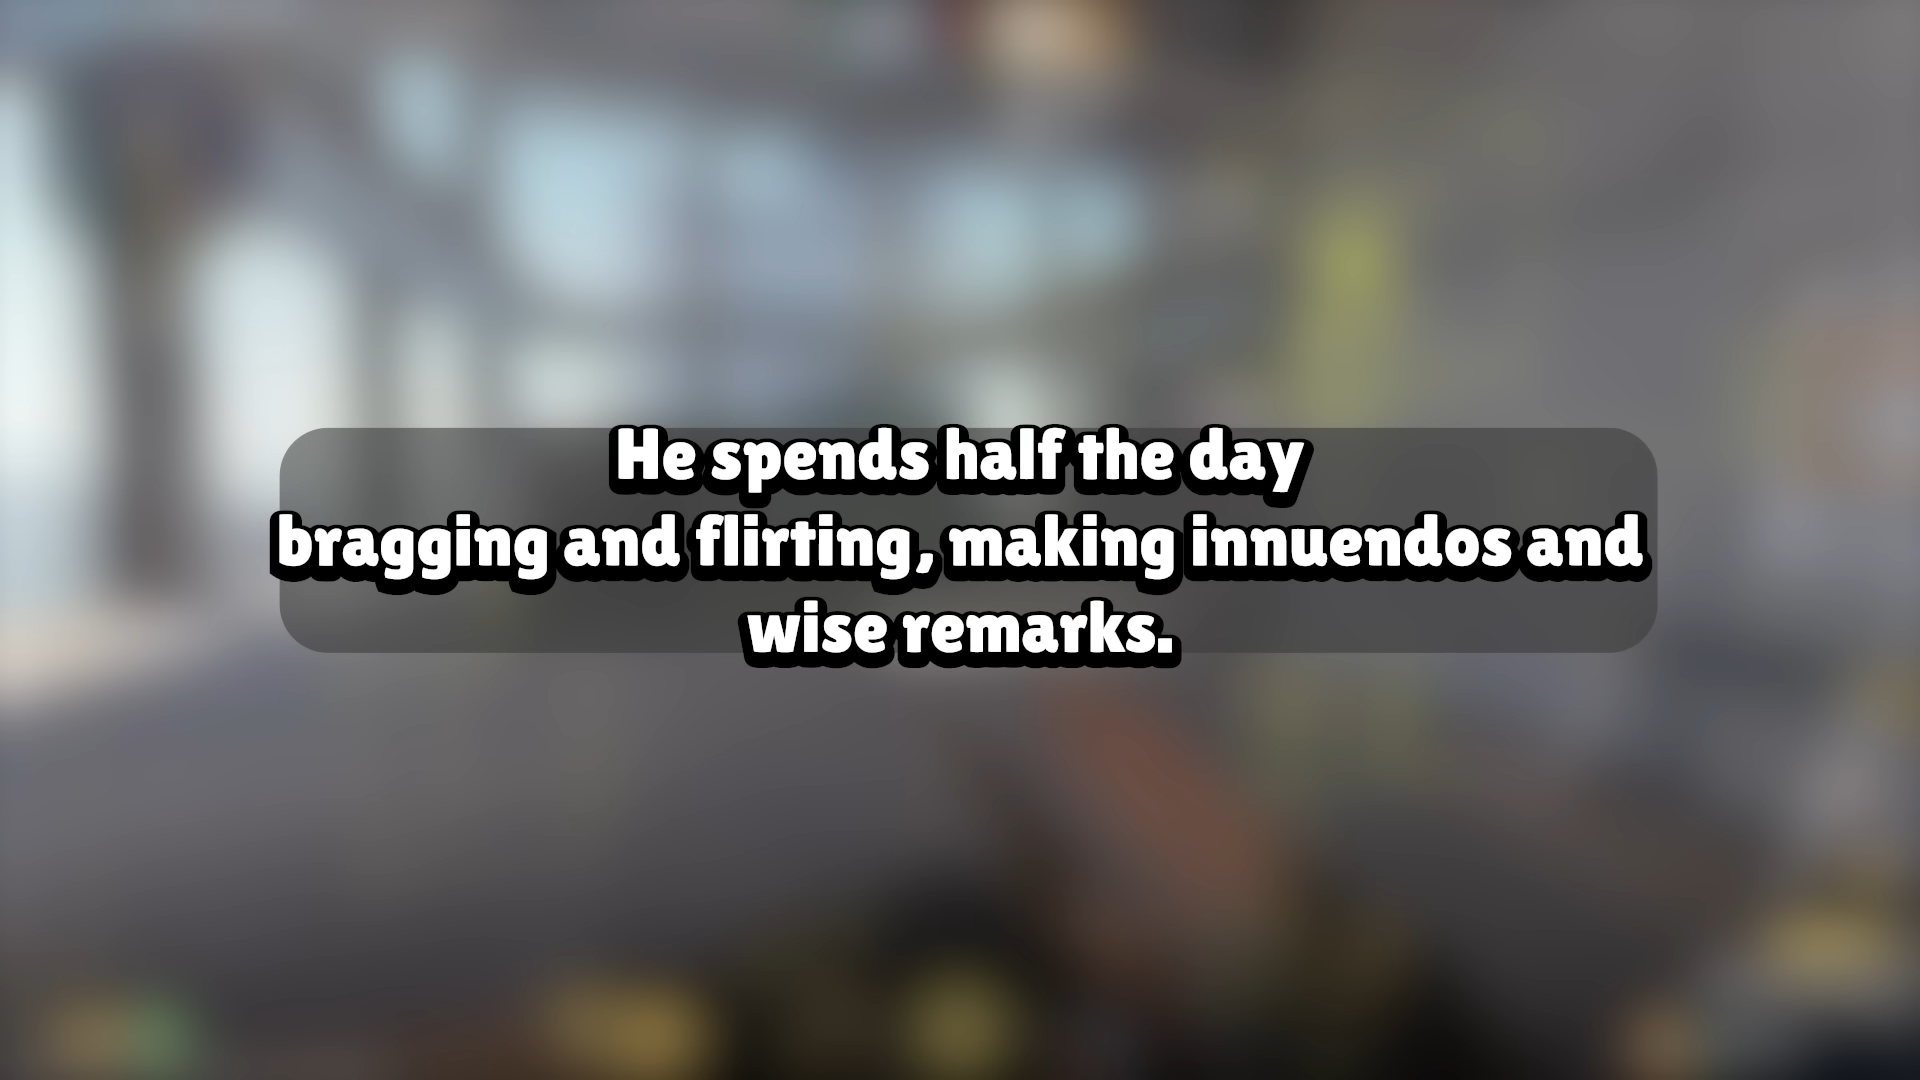 He spends half the day
bragging and flirting, making innuendos and
wise remarks.